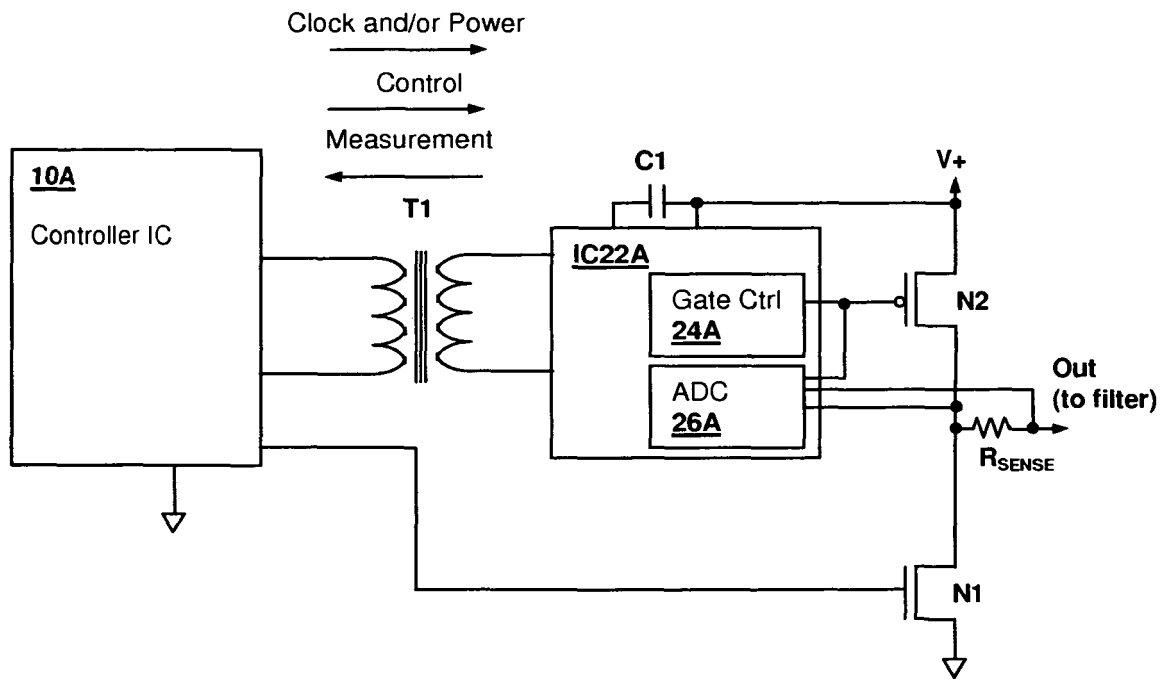 Clock and/or Power
Control
Measurement
10A
Controller IC
T1
C1
V+
IC22A
Gate Ctrl
24A
N2
ADC
26A
Out
(to filter)
RSENSE
N1